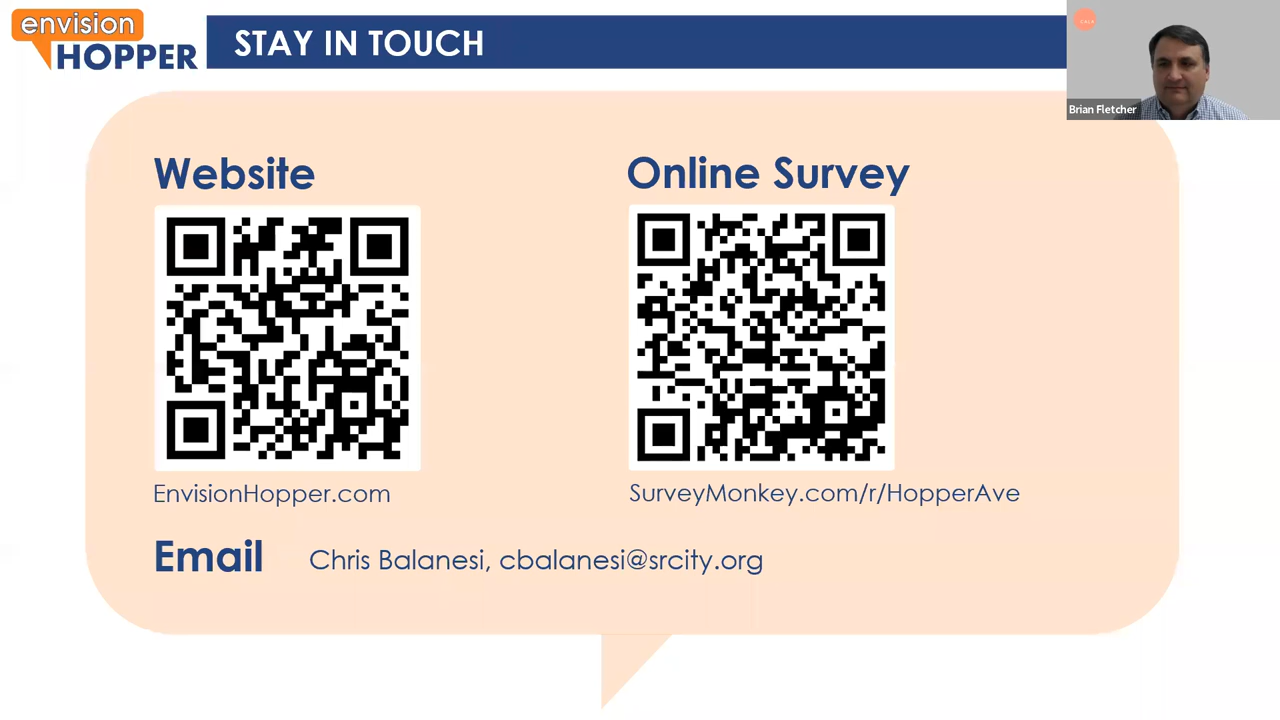 envision
HOPPER
STAY IN TOUCH
Brian Fletcher
Website
Online Survey
EnvisionHopper.com
SurveyMonkey.com/r/HopperAve
Email
Chris Balanesi, cbalanesi@srcity.org